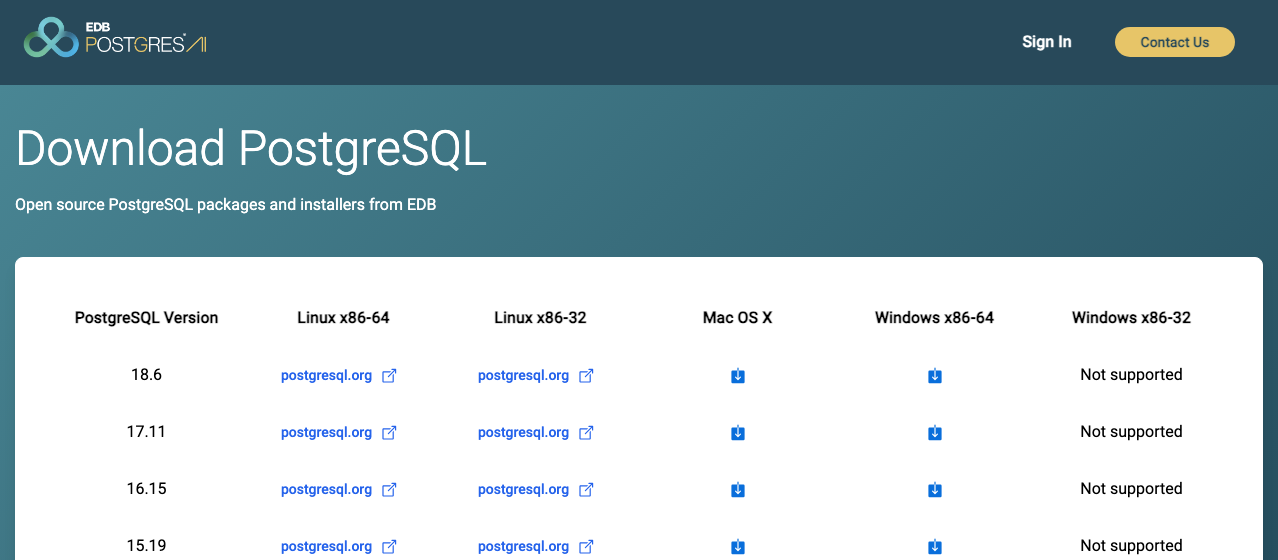 EDB
POSTGRES AI
Sign In
Contact Us
Download PostgreSQL
Open source PostgreSQL packages and installers from EDB
PostgreSQL Version Linux x86-64 Linux x86-32 Mac OS X Windows x86-64 Windows x86-32
18.6 postgresql.org postgresql.org Not supported
17.11 postgresql.org postgresql.org Not supported
16.15 postgresql.org postgresql.org Not supported
15.19 postgresql.org postgresql.org Not supported